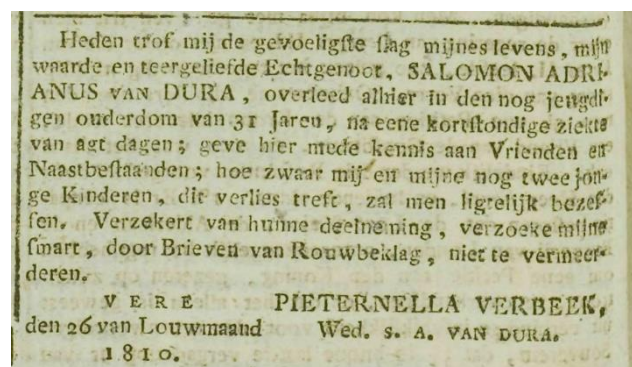 Heden trof mij de gevoeligſte ſlag mijnes levens, mijn
waarde en teergeliefde Echtgenoot, SALOMON ADRI-
ANUS VAN DURA, overleed alhier in den nog jeugdi-
gen ouderdom van 31 Jaren, na eene kortſtondige ziekte
van agt dagen; geve hier mede kennis aan Vrienden en
Naastbeſtaanden; hoe zwaar mij en mijne nog twee jon-
ge Kinderen, dit verlies treft, zal men ligtelijk bezef-
fen. Verzekert van hunne deelneming, verzoeke mijne
ſmart, door Brieven van Rouwbeklag, niet te vermeer-
deren.
VERE PIETERNELLA VERBEEK,
den 26 van Louwmaand Wed. S. A. VAN DURA.
1810.